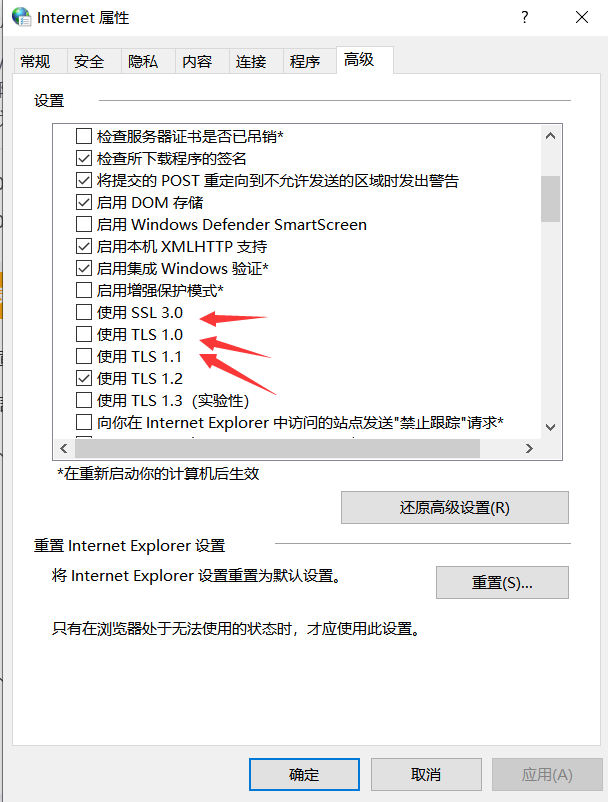 Internet 属性
常规 安全 隐私 内容 连接 程序 高级
设置
检查服务器证书是否已吊销*
检查所下载程序的签名
将提交的 POST 重定向到不允许发送的区域时发出警告
启用 DOM 存储
启用 Windows Defender SmartScreen
启用本机 XMLHTTP 支持
启用集成 Windows 验证*
启用增强保护模式*
使用 SSL 3.0
使用 TLS 1.0
使用 TLS 1.1
使用 TLS 1.2
使用 TLS 1.3（实验性）
向你在 Internet Explorer 中访问的站点发送"禁止跟踪"请求*
*在重新启动你的计算机后生效
还原高级设置(R)
重置 Internet Explorer 设置
将 Internet Explorer 设置重置为默认设置。
重置(S)...
只有在浏览器处于无法使用的状态时，才应使用此设置。
确定 取消 应用(A)